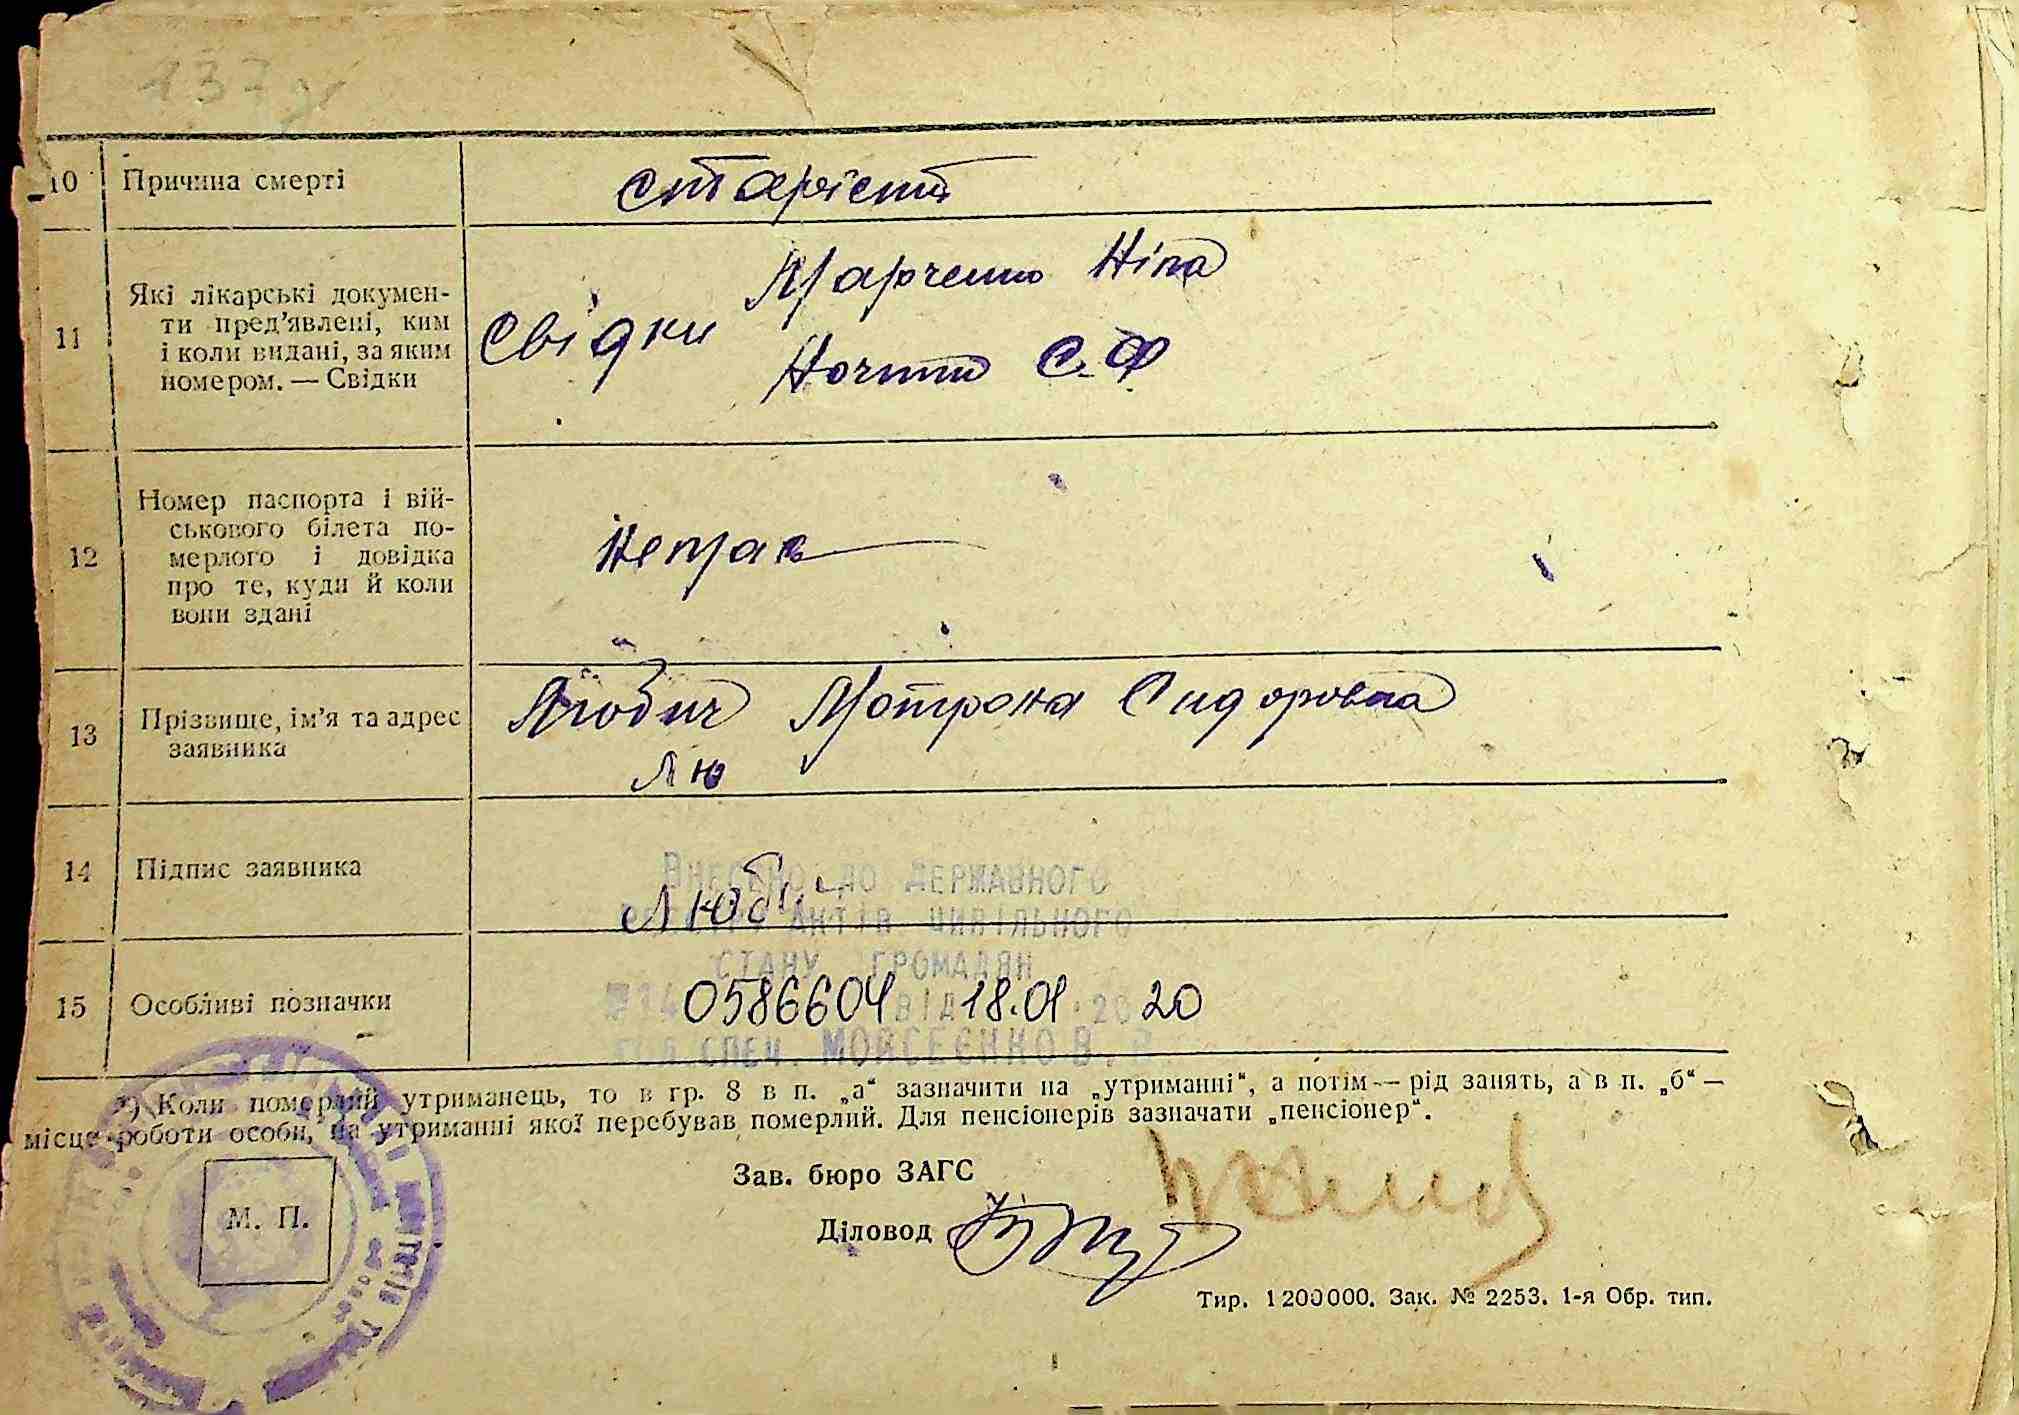 137
10 Причина смерті старість
11 Які лікарські докумен-
ти пред’явлені, ким
і коли видані, за яким
номером. — Свідки
Свідки Марченко Ніна
С. Ф
12 Номер паспорта і вій-
ськового білета по-
мерлого і довідка
про те, куди й коли
вони здані
Немає
13 Прізвище, ім’я та адрес
заявника
Любич Мотрона Сидоровна
Лю
14 Підпис заявника Люби
Внесено до Державного
реєстру актів цивільного
стану громадян
15 Особливі позначки
0586604 від 18.01.2020
спец. Моїсеєнко В.
*) Коли померлий утриманець, то в гр. 8 в п. „а“ зазначити на „утриманні“, а потім — рід занять, а в п. „б“ —
місце роботи особи, на утриманні якої перебував померлий. Для пенсіонерів зазначати „пенсіонер“.
М. П.
Зав. бюро ЗАГС
Діловод
Тир. 1200000. Зак. № 2253. 1-я Обр. тип.